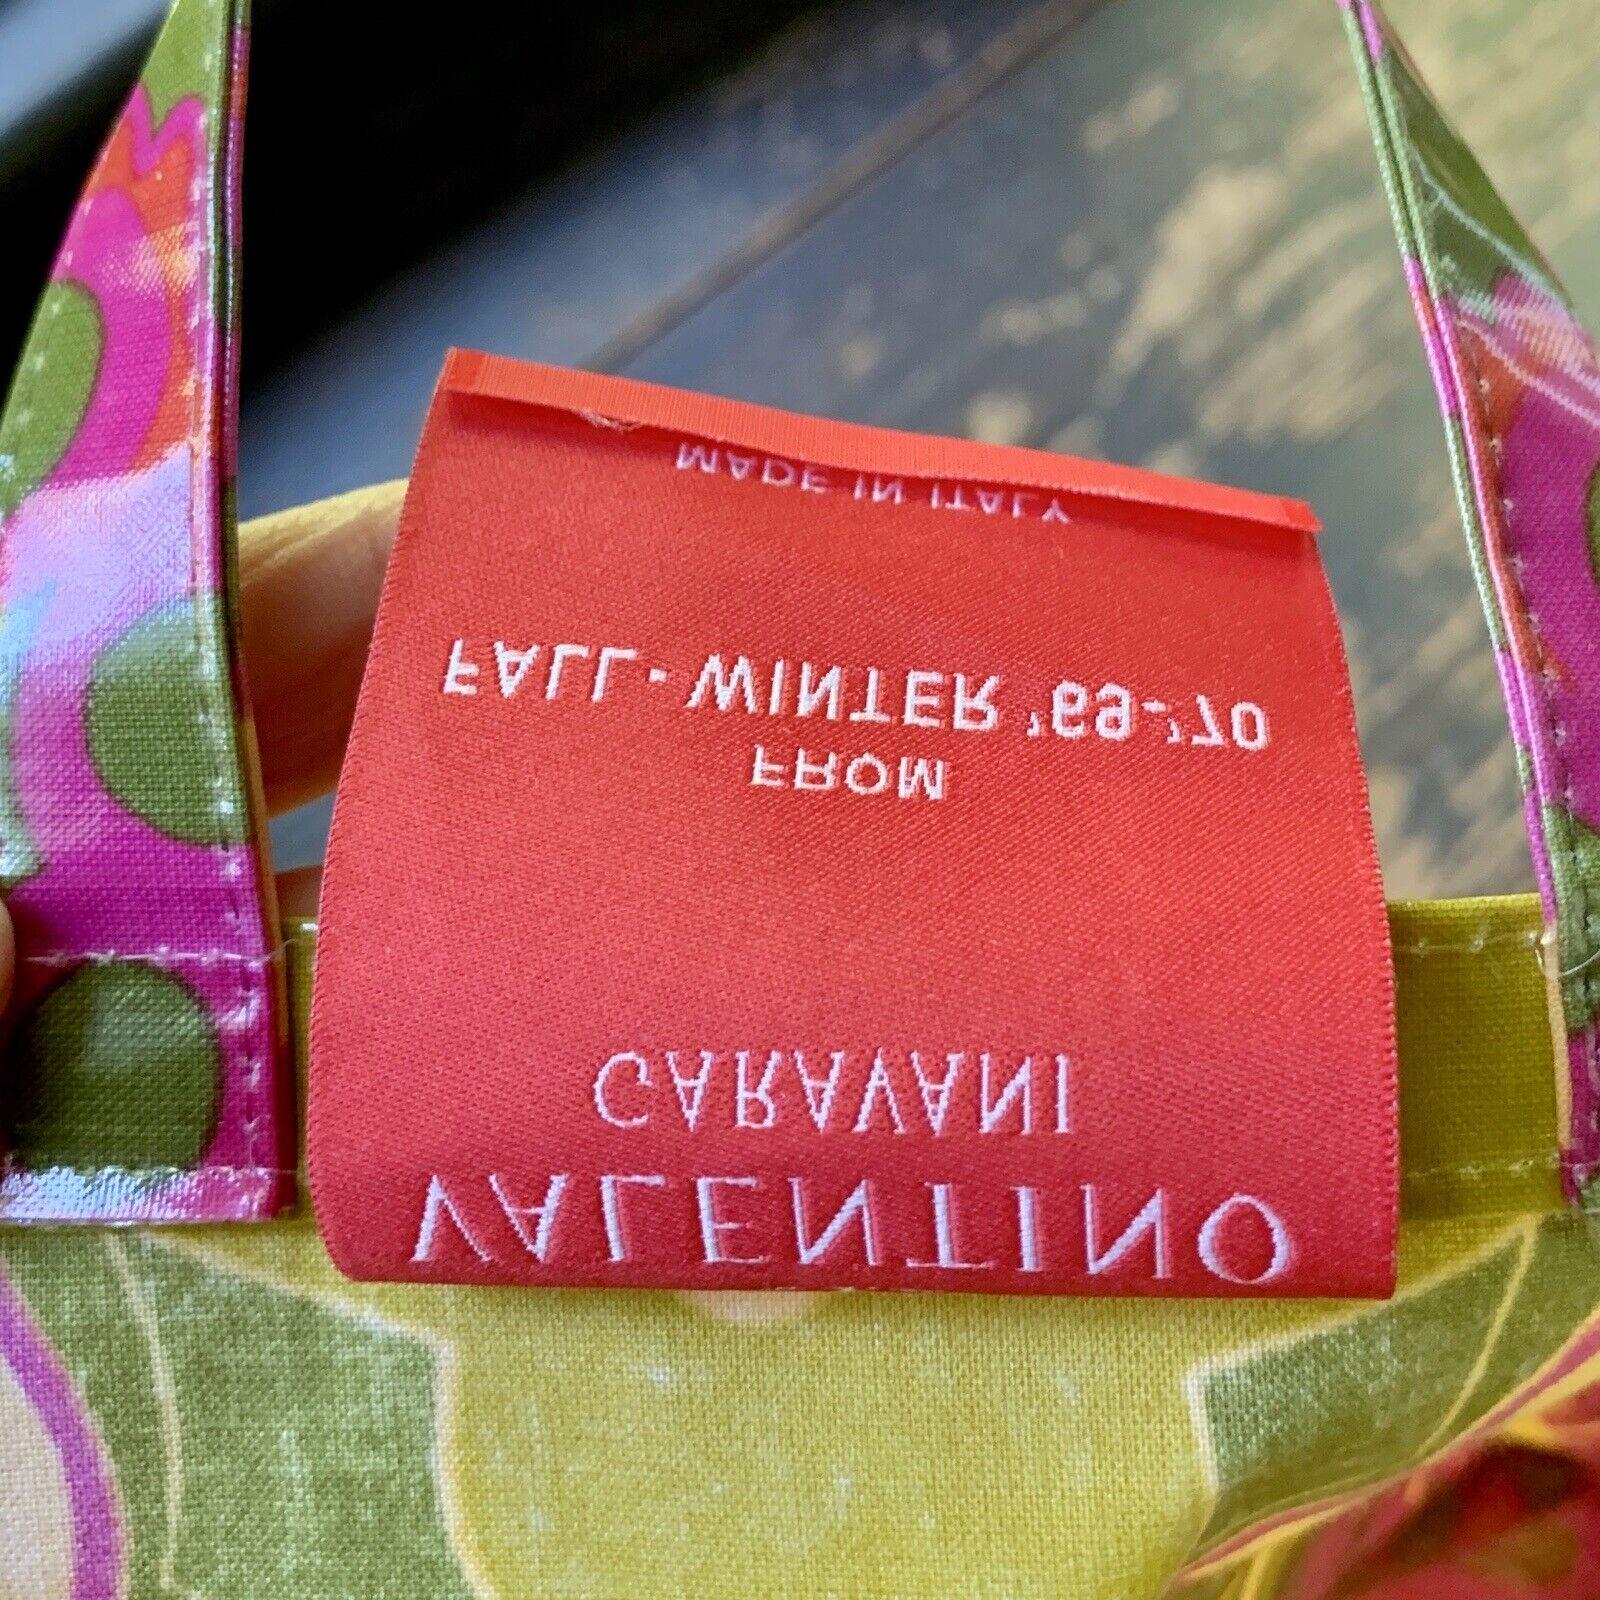 VALENTINO
GARAVANI
FROM
FALL - WINTER '69-'70
MADE IN ITALY